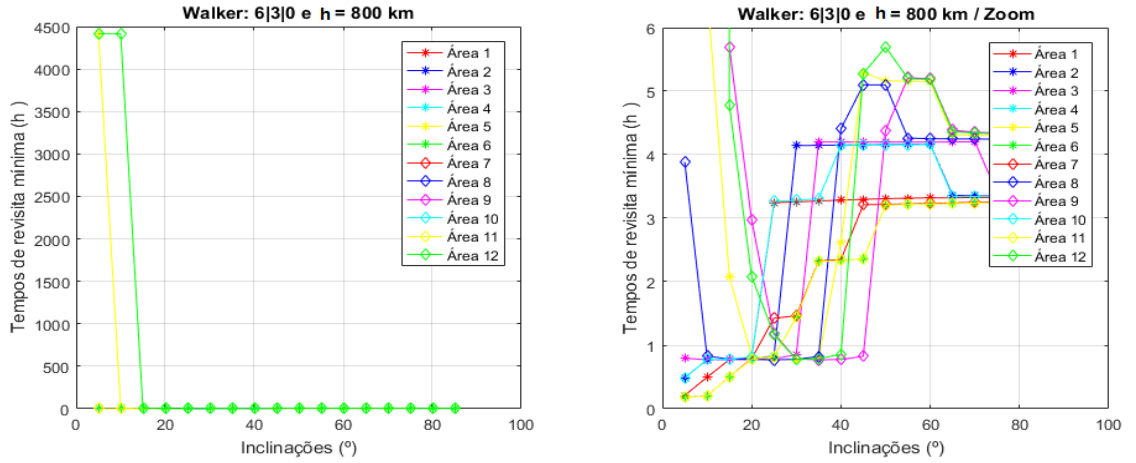 Walker: 6|3|0 e h = 800 km
Tempos de revisita mínima (h )
4500
4000
3500
3000
2500
2000
1500
1000
500
0
0
20
40
60
80
100
Inclinações (º)
Área 1
Área 2
Área 3
Área 4
Área 5
Área 6
Área 7
Área 8
Área 9
Área 10
Área 11
Área 12
Walker: 6|3|0 e h = 800 km / Zoom
Tempos de revisita mínima (h )
6
5
4
3
2
1
0
0
20
40
60
80
100
Inclinações (º)
Área 1
Área 2
Área 3
Área 4
Área 5
Área 6
Área 7
Área 8
Área 9
Área 10
Área 11
Área 12